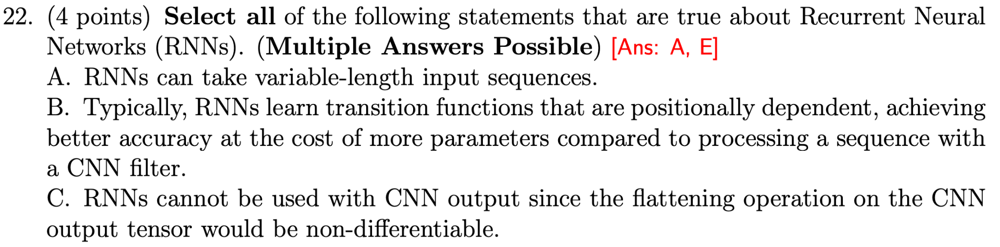 22. (4 points) Select all of the following statements that are true about Recurrent Neural
Networks (RNNs). (Multiple Answers Possible) [Ans: A, E]
A. RNNs can take variable-length input sequences.
B. Typically, RNNs learn transition functions that are positionally dependent, achieving
better accuracy at the cost of more parameters compared to processing a sequence with
a CNN filter.
C. RNNs cannot be used with CNN output since the flattening operation on the CNN
output tensor would be non-differentiable.